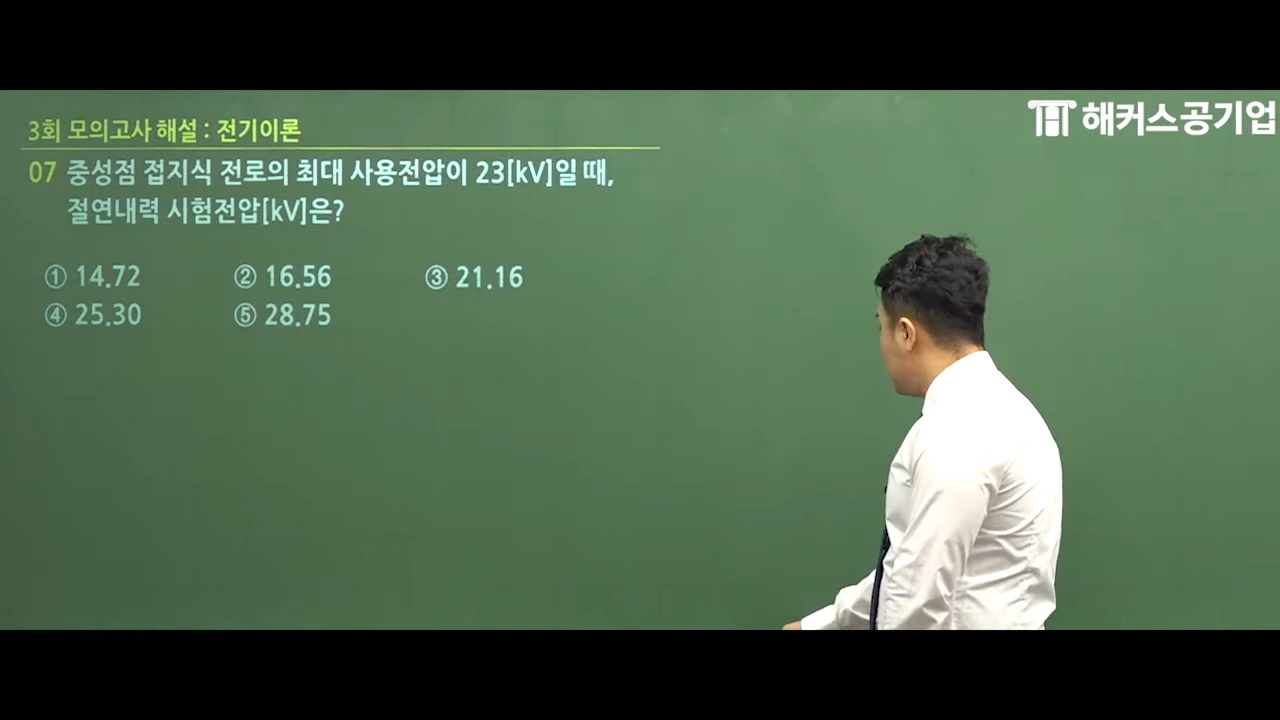 해커스공기업
3회 모의고사 해설 : 전기이론
07 중성점 접지식 전로의 최대 사용전압이 23[kV]일 때,
절연내력 시험전압[kV]은?
① 14.72 ② 16.56 ③ 21.16
④ 25.30 ⑤ 28.75